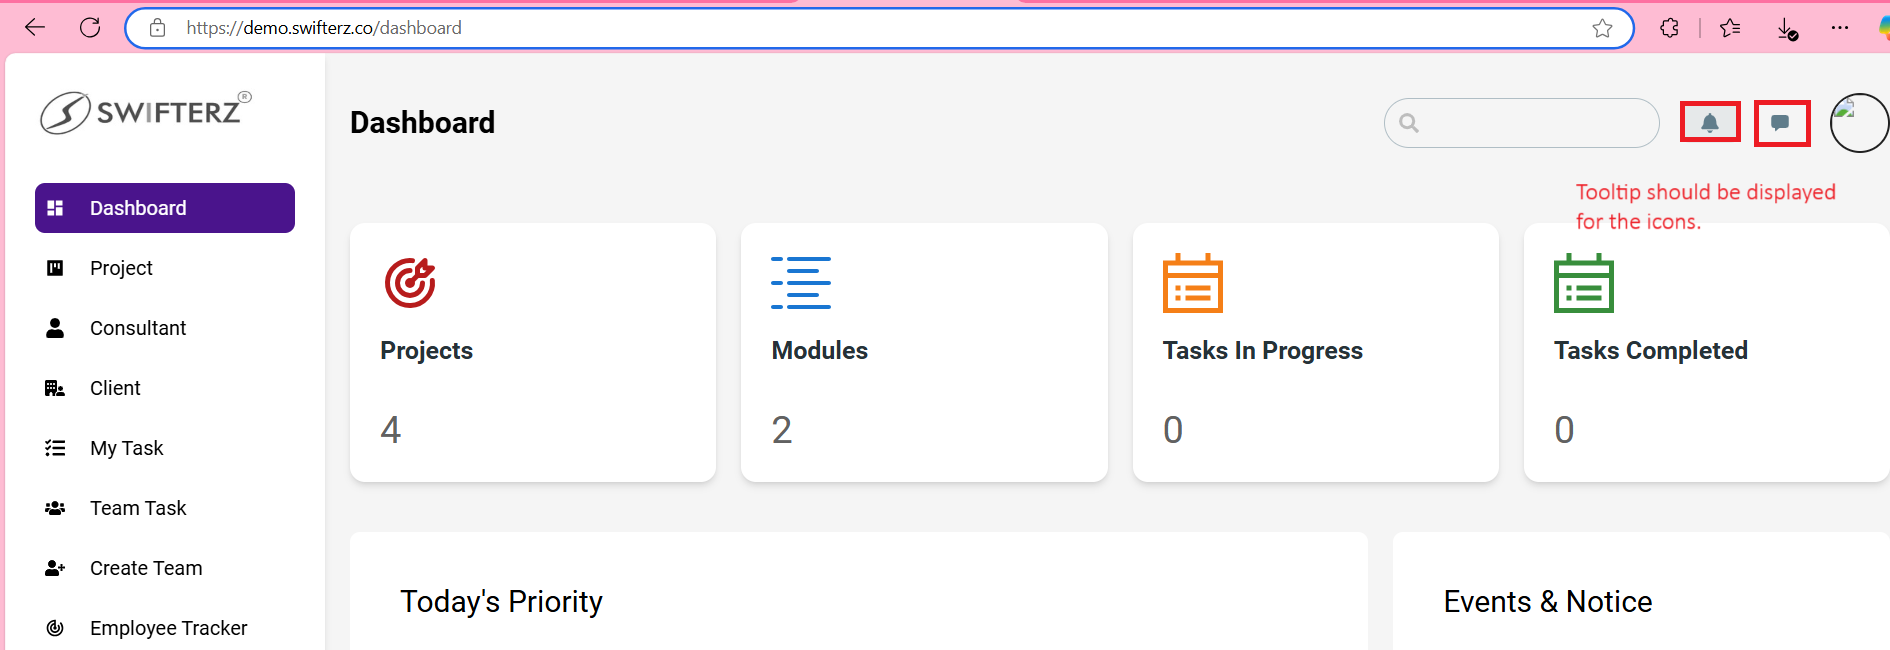 https://demo.swifterz.co/dashboard
SWIFTERZ®
Dashboard
Tooltip should be displayed
for the icons.
Dashboard
Project
Consultant
Client
My Task
Team Task
Create Team
Employee Tracker
Projects
4
Modules
2
Tasks In Progress
0
Tasks Completed
0
Today's Priority
Events & Notice